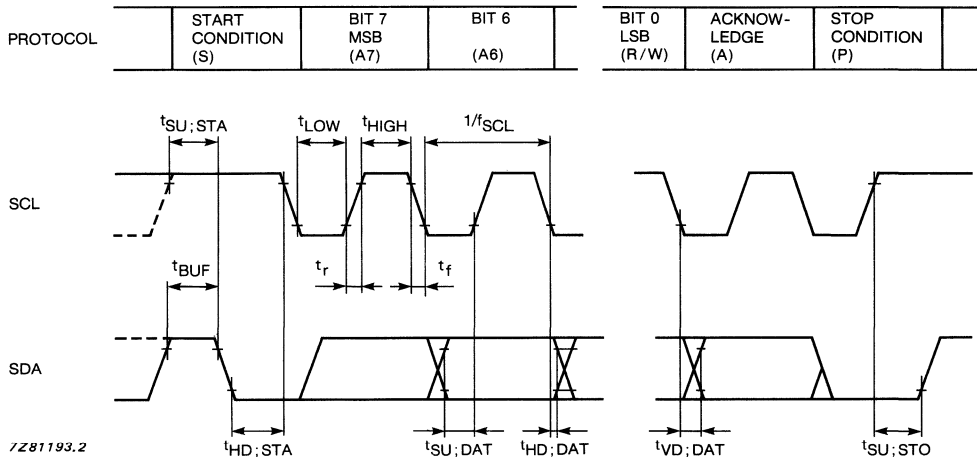 PROTOCOL
START CONDITION (S)
BIT 7 MSB (A7)
BIT 6 (A6)
BIT 0 LSB (R/W)
ACKNOW-LEDGE (A)
STOP CONDITION (P)
tSU;STA
tLOW
tHIGH
1/fSCL
SCL
tBUF
tr
tf
SDA
7Z81193.2
tHD;STA
tSU;DAT
tHD;DAT
tVD;DAT
tSU;STO